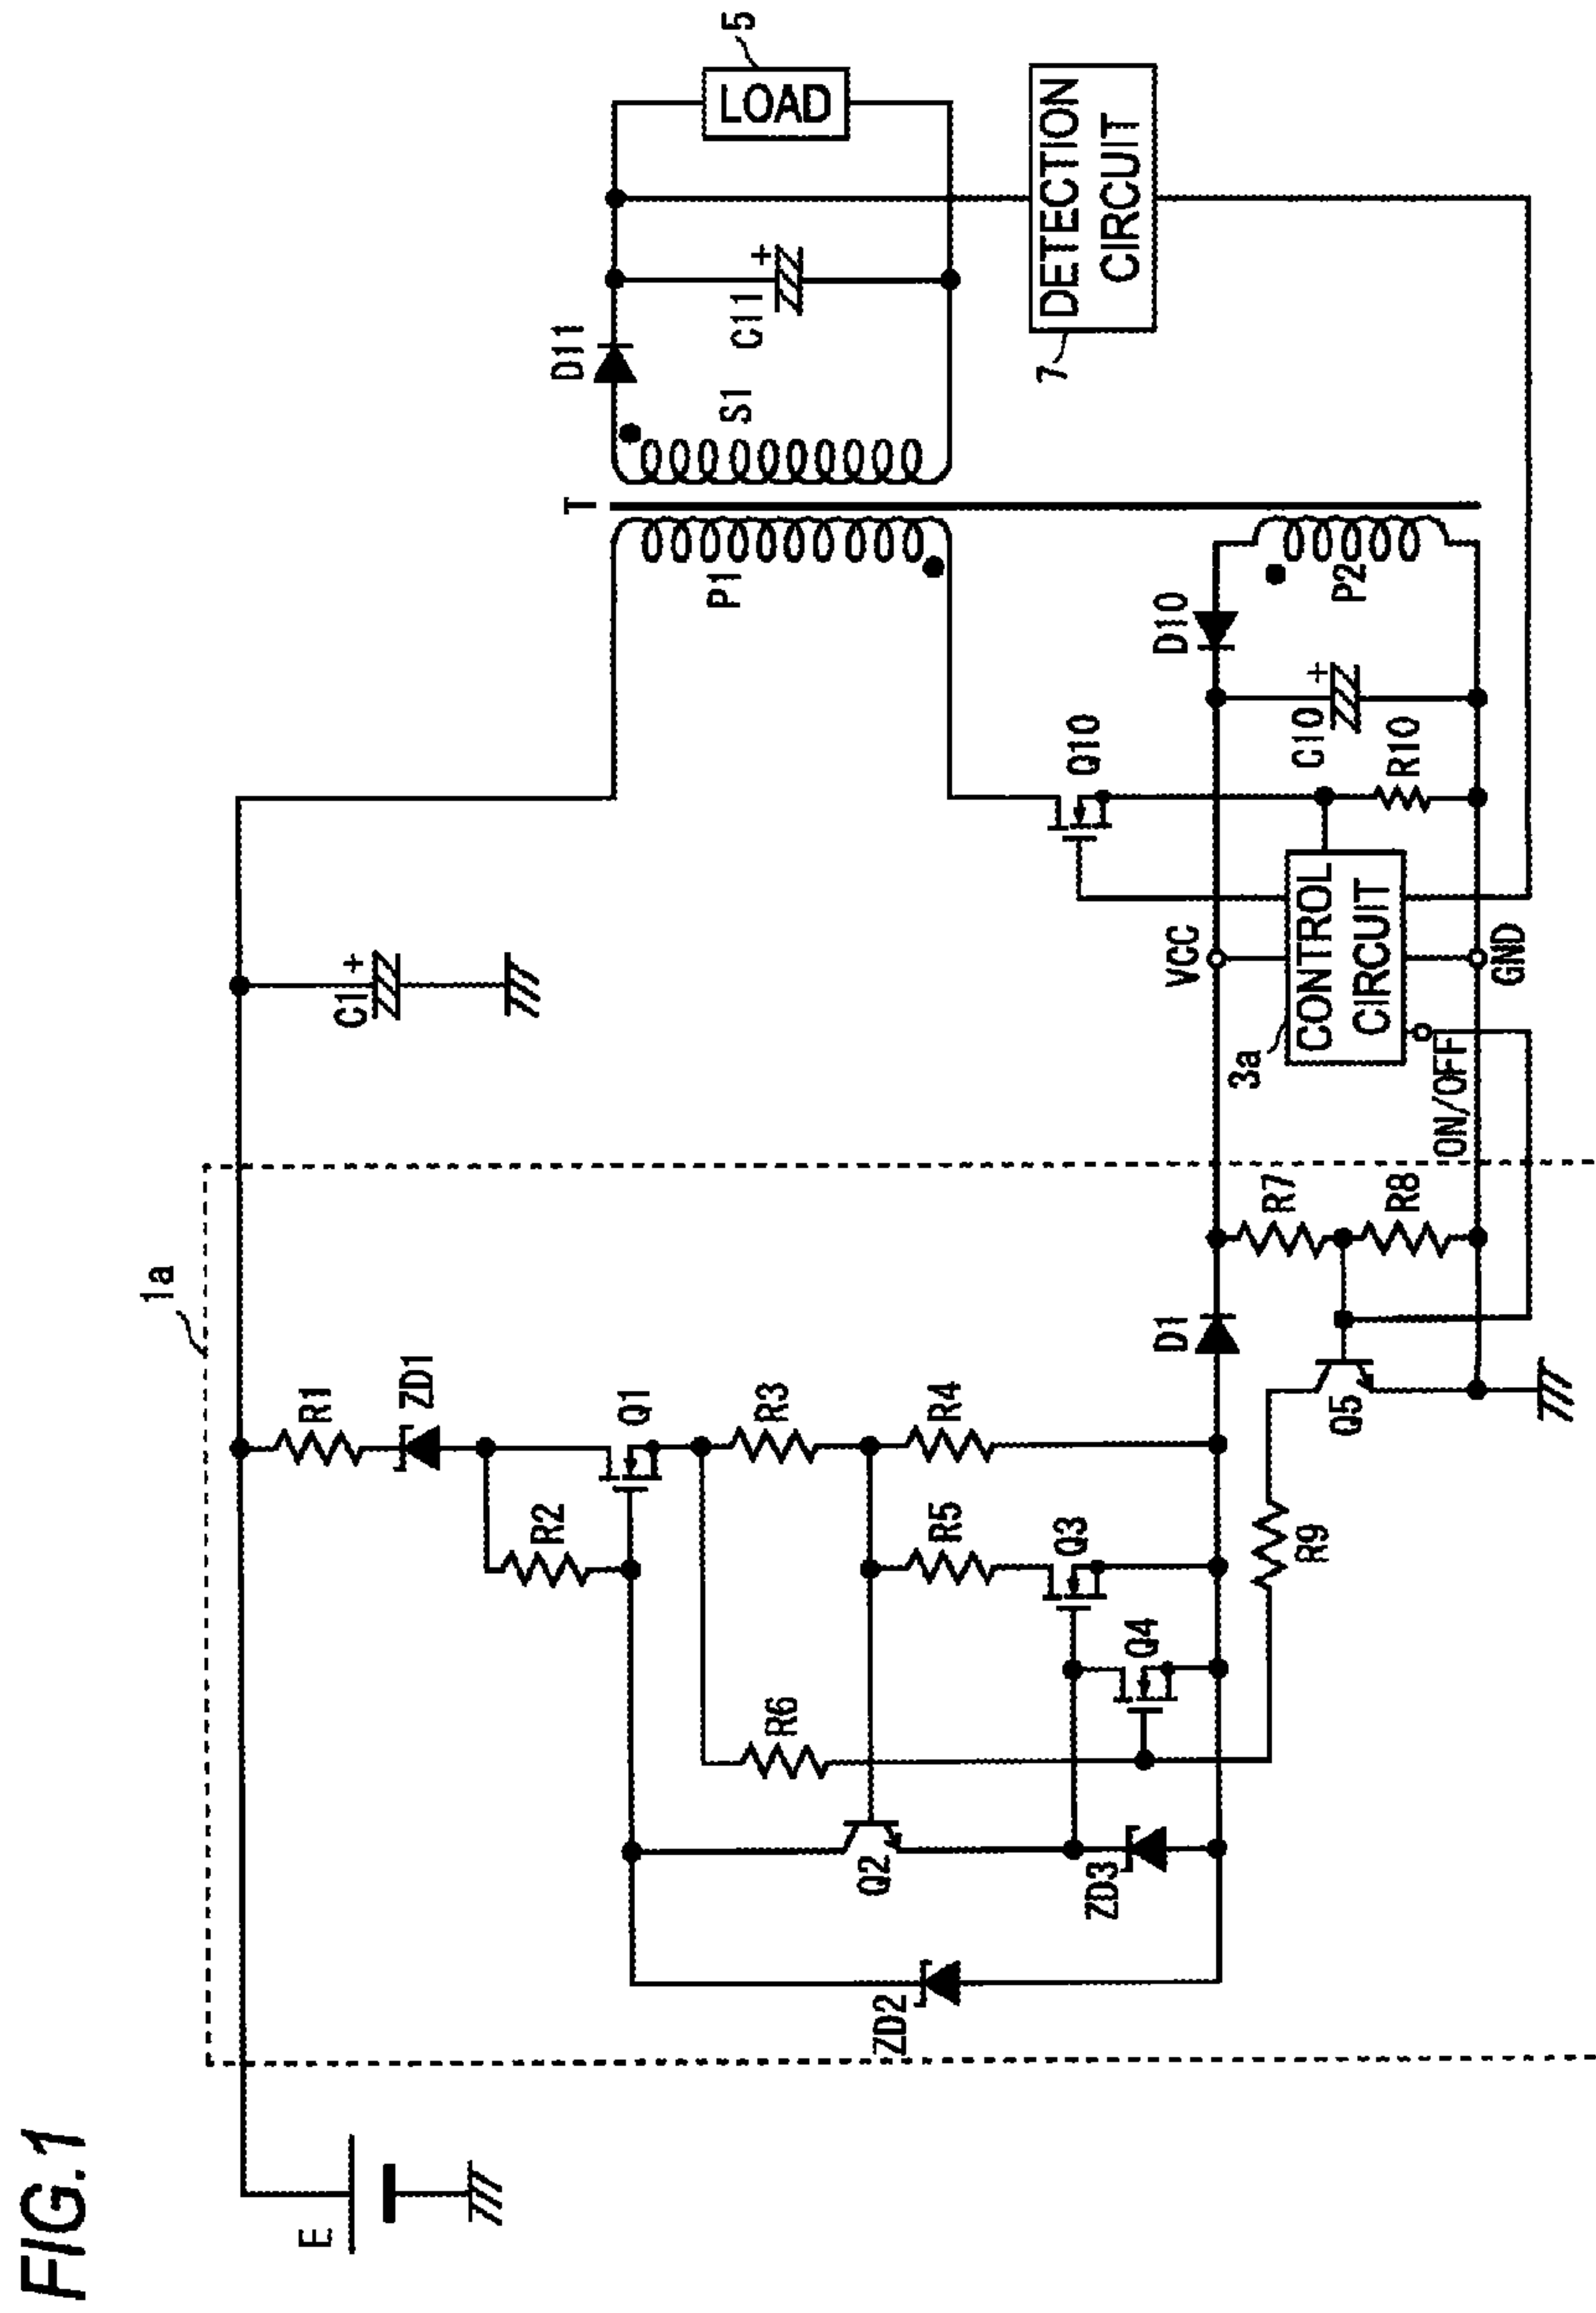 FIG.1
1a
E
R1
ZD1
C1
+
T
D11
R2
Q1
P1
S1
C11
+
LOAD
5
R3
R6
Q2
ZD2
R5
R4
Q3
Q4
ZD3
D1
VCC
Q10
D10
DETECTION
CIRCUIT
7
R7
R8
R9
Q5
3a
CONTROL
CIRCUIT
ON/OFF
GND
C10
+
R10
P2